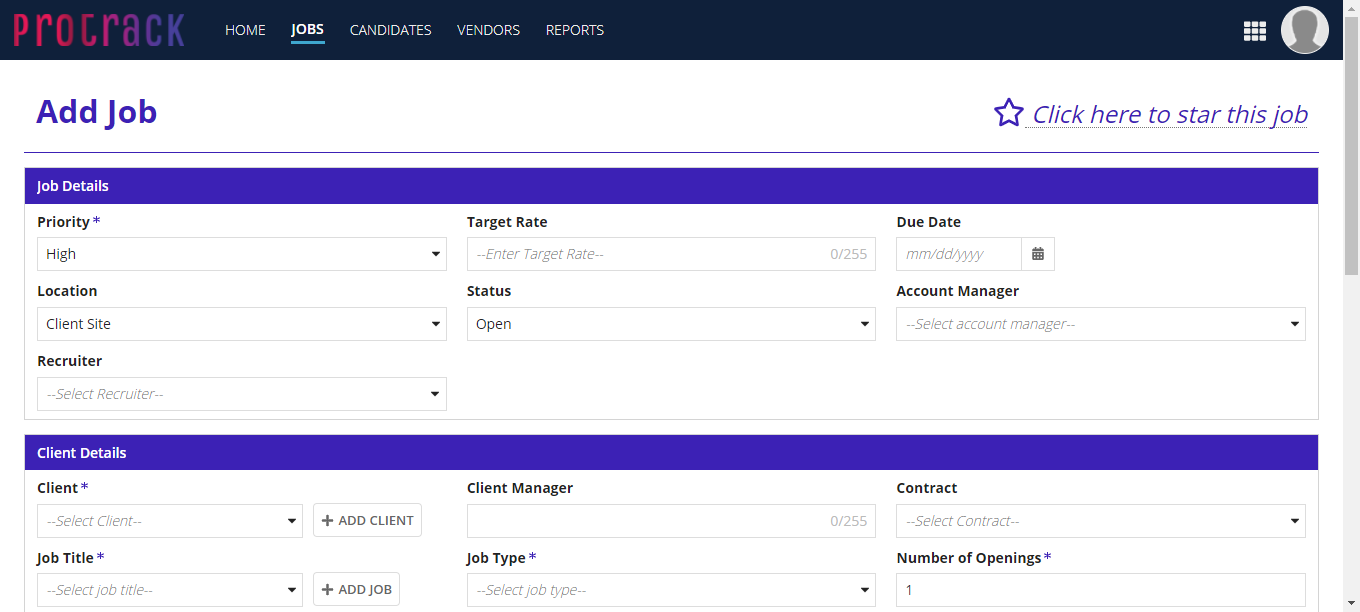 protrack HOME JOBS CANDIDATES VENDORS REPORTS
Add Job
Click here to star this job
Job Details
Priority * Target Rate Due Date
High --Enter Target Rate-- 0/255 mm/dd/yyyy
Location Status Account Manager
Client Site Open --Select account manager--
Recruiter
--Select Recruiter--
Client Details
Client * Client Manager Contract
--Select Client-- + ADD CLIENT 0/255 --Select Contract--
Job Title * Job Type * Number of Openings *
--Select job title-- + ADD JOB --Select job type-- 1